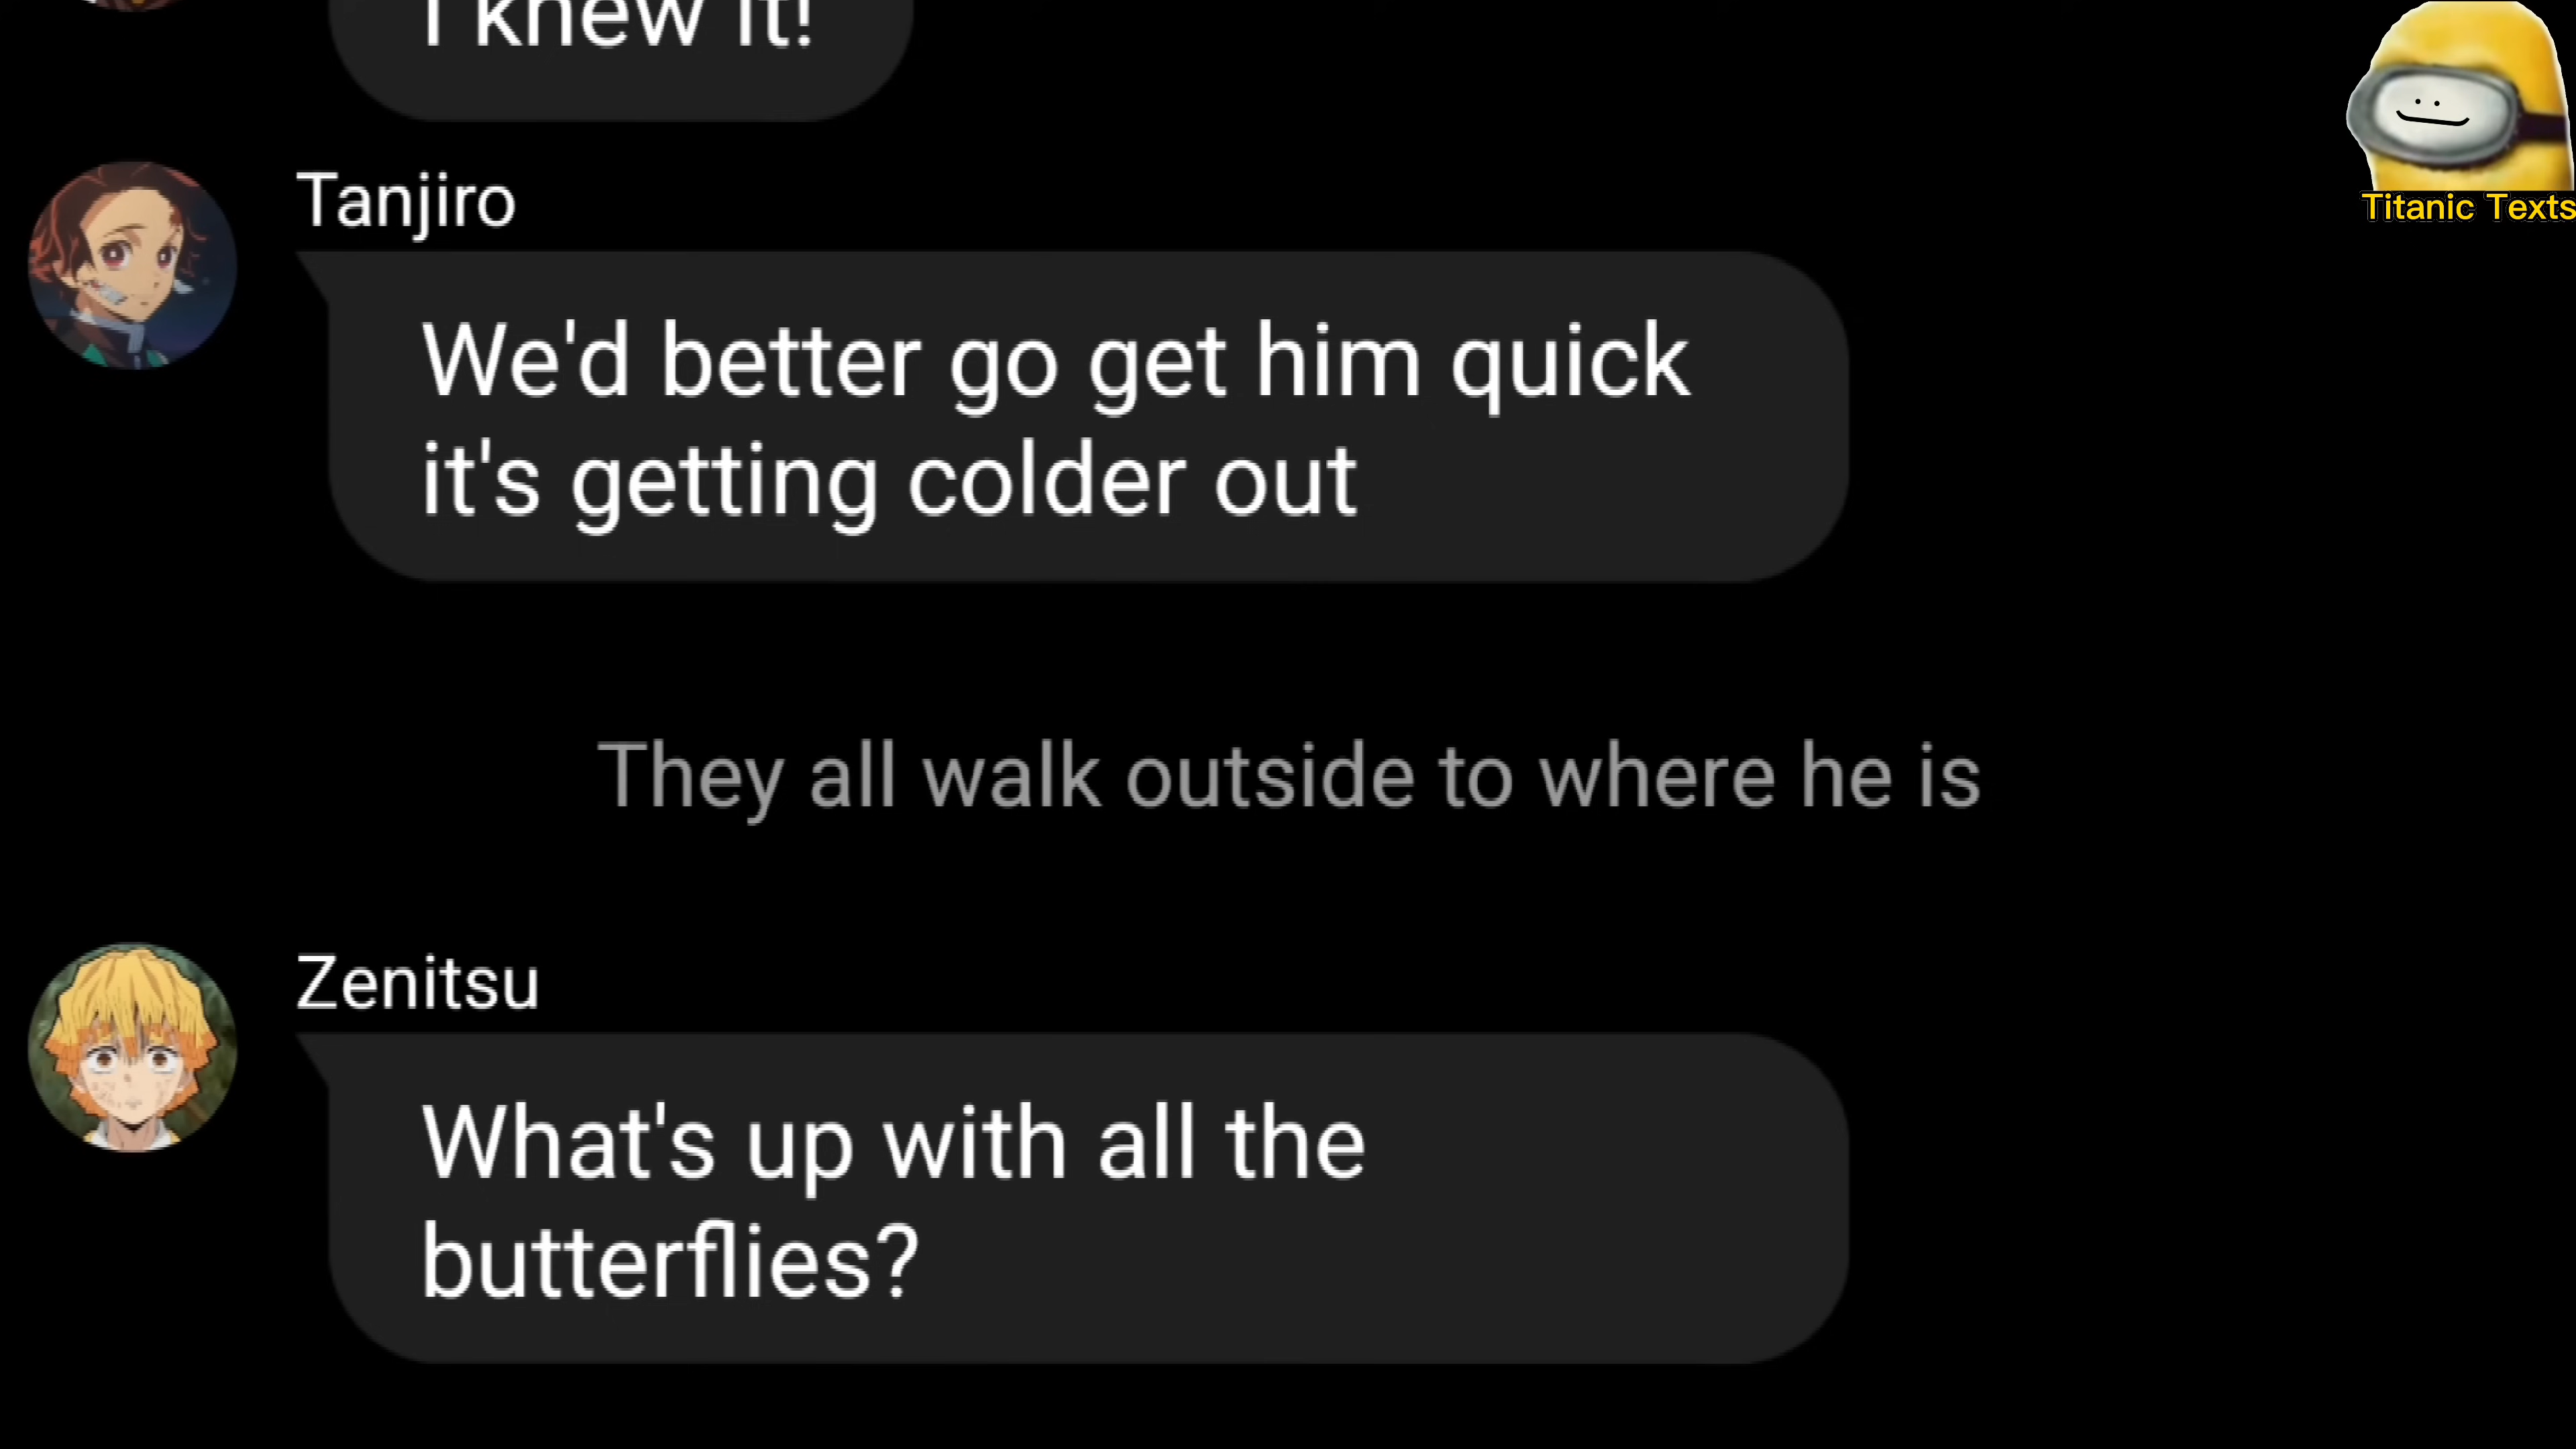 I knew it!
Titanic Texts
Tanjiro
We'd better go get him quick
it's getting colder out
They all walk outside to where he is
Zenitsu
What's up with all the
butterflies?